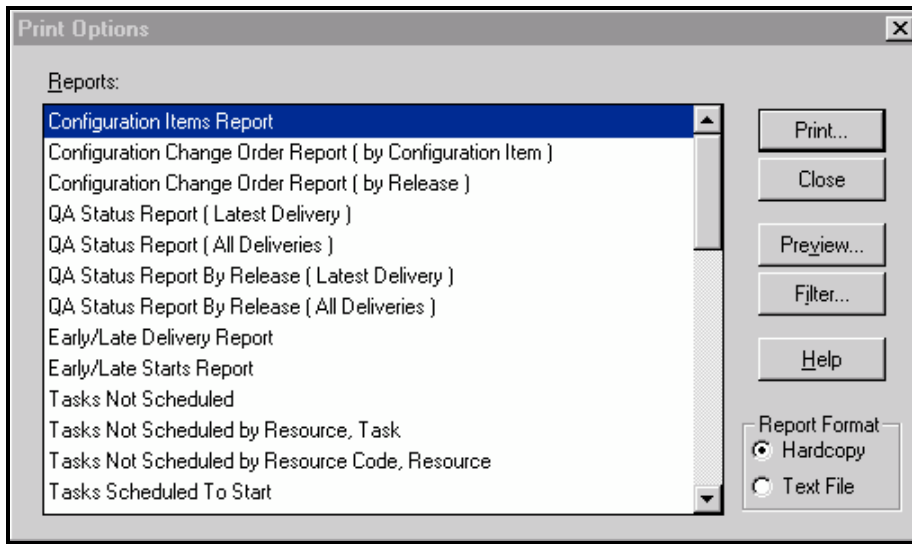 Print Options
Reports:
Configuration Items Report
Configuration Change Order Report ( by Configuration Item )
Configuration Change Order Report ( by Release )
QA Status Report ( Latest Delivery )
QA Status Report ( All Deliveries )
QA Status Report By Release ( Latest Delivery )
QA Status Report By Release ( All Deliveries )
Early/Late Delivery Report
Early/Late Starts Report
Tasks Not Scheduled
Tasks Not Scheduled by Resource, Task
Tasks Not Scheduled by Resource Code, Resource
Tasks Scheduled To Start
Print...
Close
Preview...
Filter...
Help
Report Format
Hardcopy
Text File